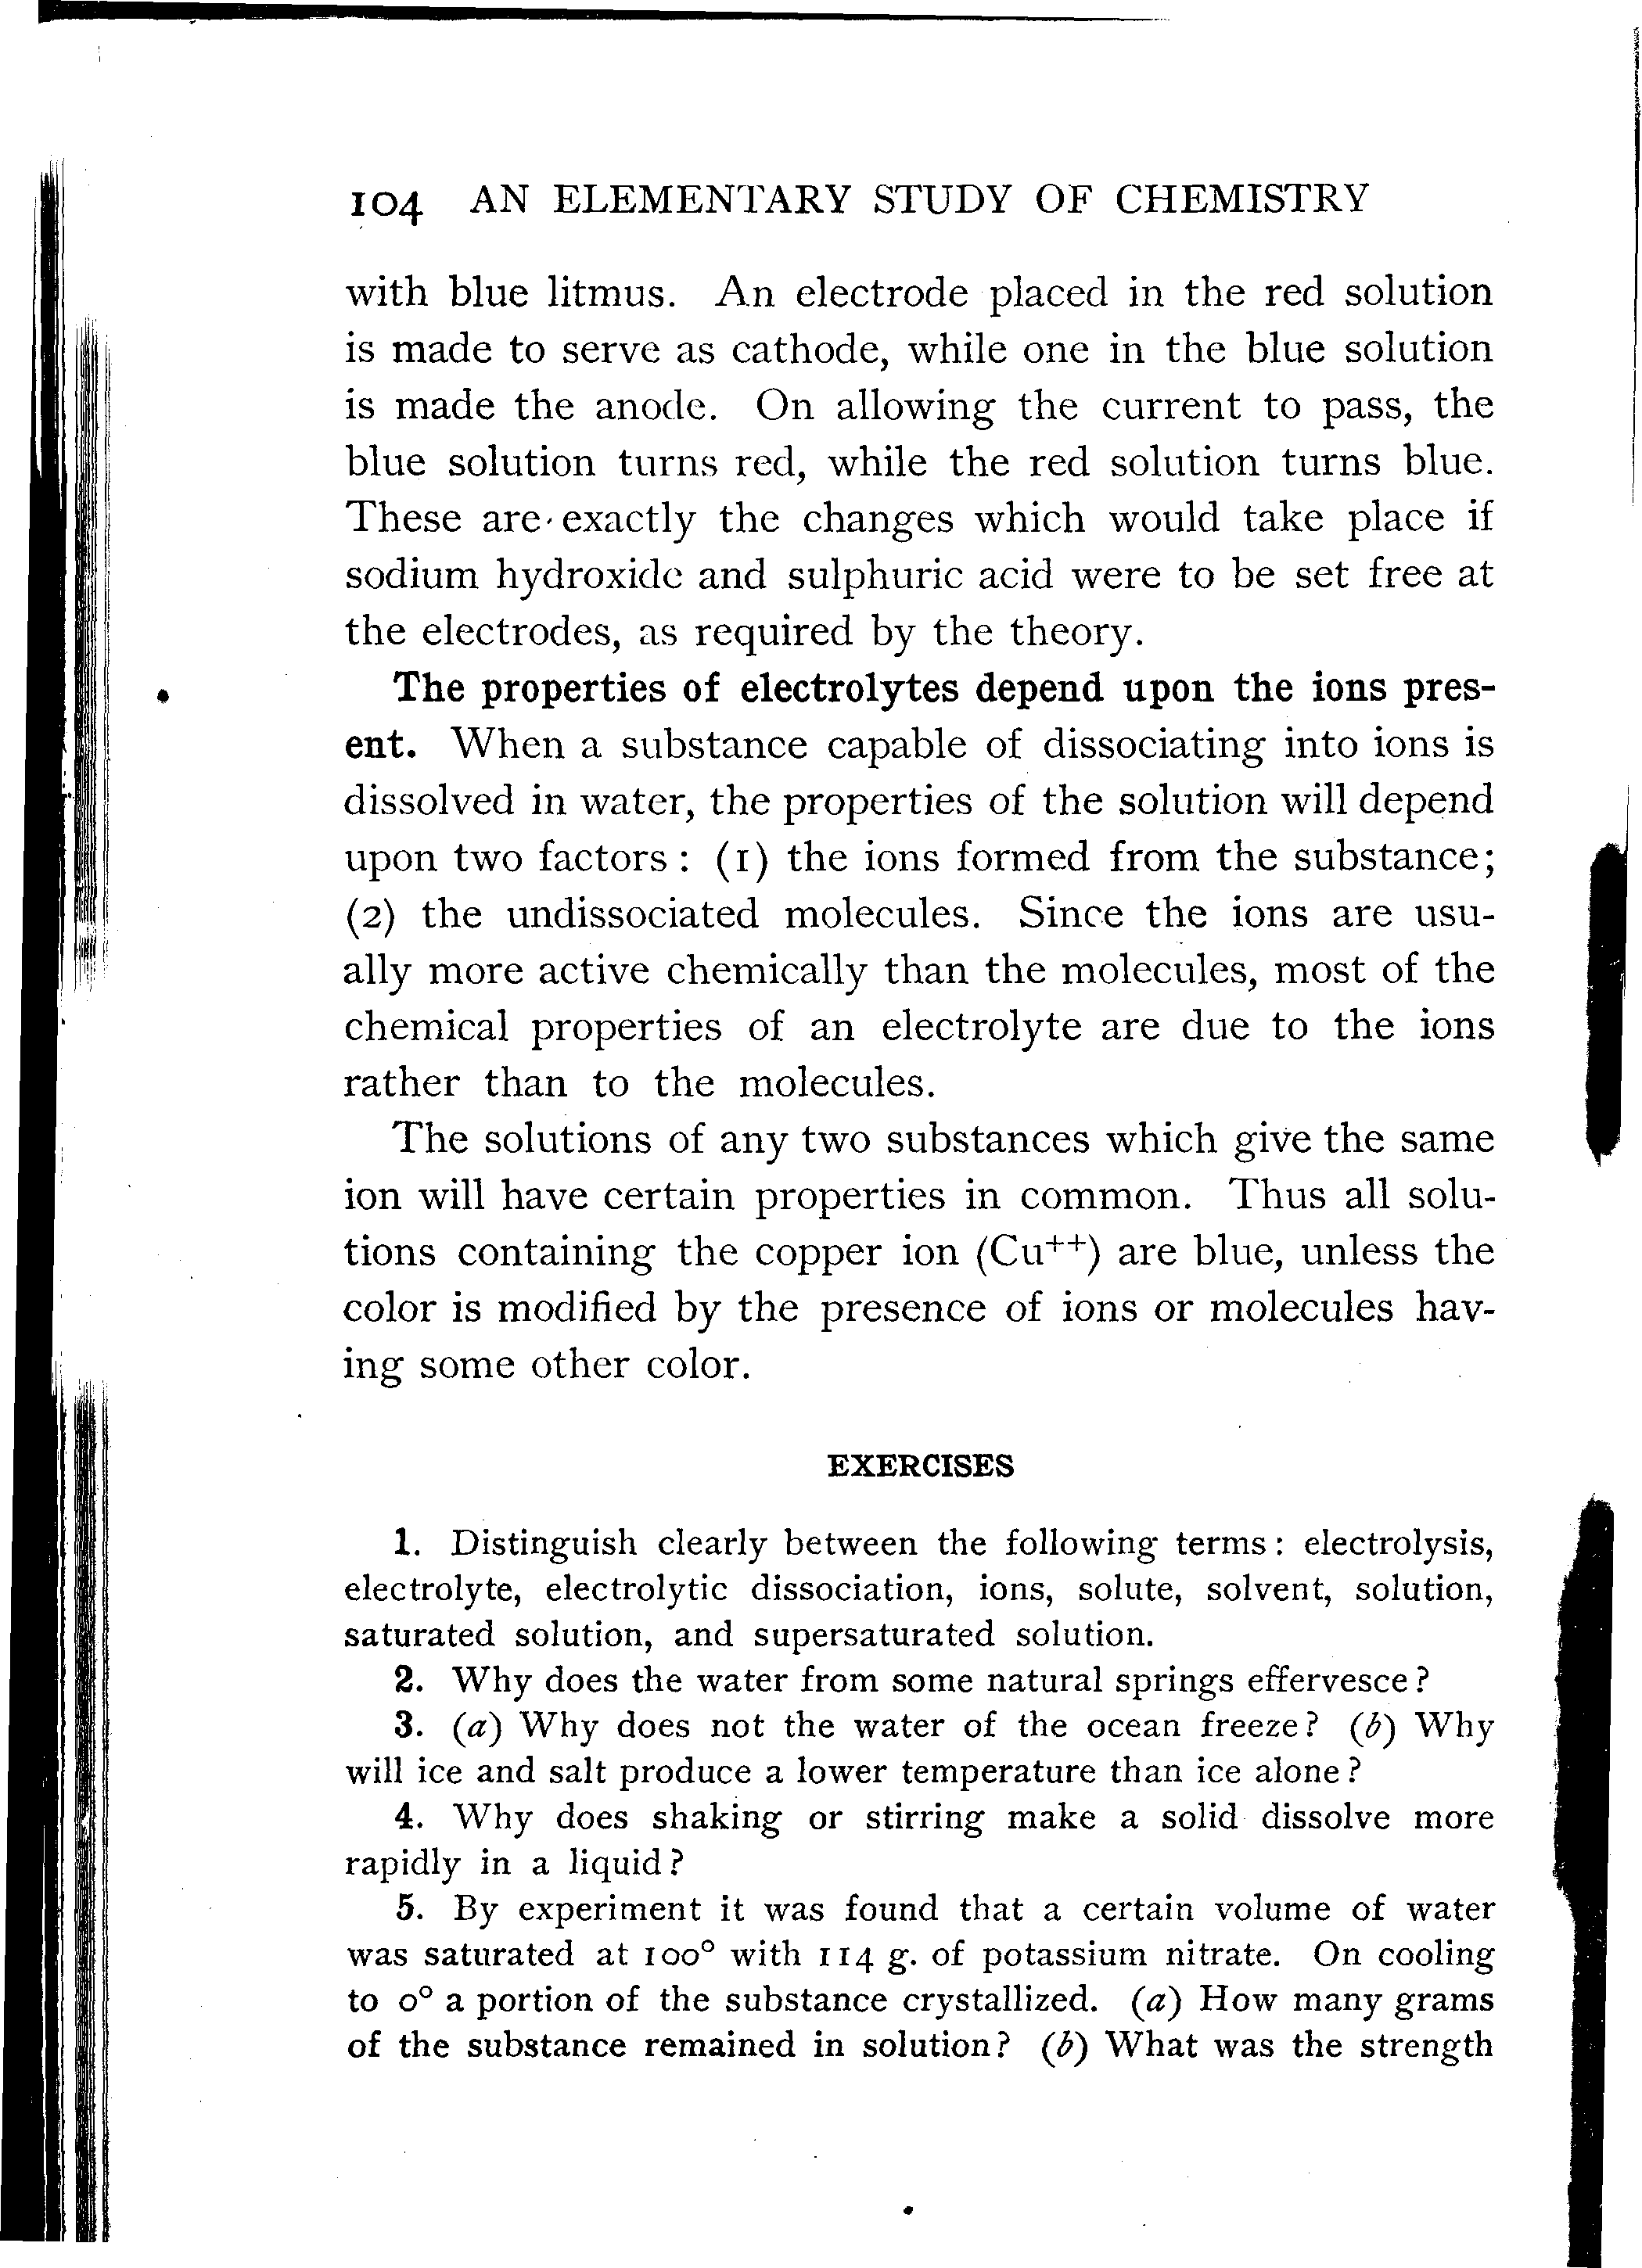 104 AN ELEMENTARY STUDY OF CHEMISTRY
with blue litmus. An electrode placed in the red solution
is made to serve as cathode, while one in the blue solution
is made the anode. On allowing the current to pass, the
blue solution turns red, while the red solution turns blue.
These are exactly the changes which would take place if
sodium hydroxide and sulphuric acid were to be set free at
the electrodes, as required by the theory.
The properties of electrolytes depend upon the ions pres-
ent. When a substance capable of dissociating into ions is
dissolved in water, the properties of the solution will depend
upon two factors: (1) the ions formed from the substance;
(2) the undissociated molecules. Since the ions are usu-
ally more active chemically than the molecules, most of the
chemical properties of an electrolyte are due to the ions
rather than to the molecules.
The solutions of any two substances which give the same
ion will have certain properties in common. Thus all solu-
tions containing the copper ion (Cu⁺⁺) are blue, unless the
color is modified by the presence of ions or molecules hav-
ing some other color.
EXERCISES
1. Distinguish clearly between the following terms: electrolysis,
electrolyte, electrolytic dissociation, ions, solute, solvent, solution,
saturated solution, and supersaturated solution.
2. Why does the water from some natural springs effervesce?
3. (a) Why does not the water of the ocean freeze? (b) Why
will ice and salt produce a lower temperature than ice alone?
4. Why does shaking or stirring make a solid dissolve more
rapidly in a liquid?
5. By experiment it was found that a certain volume of water
was saturated at 100° with 114 g. of potassium nitrate. On cooling
to 0° a portion of the substance crystallized. (a) How many grams
of the substance remained in solution? (b) What was the strength